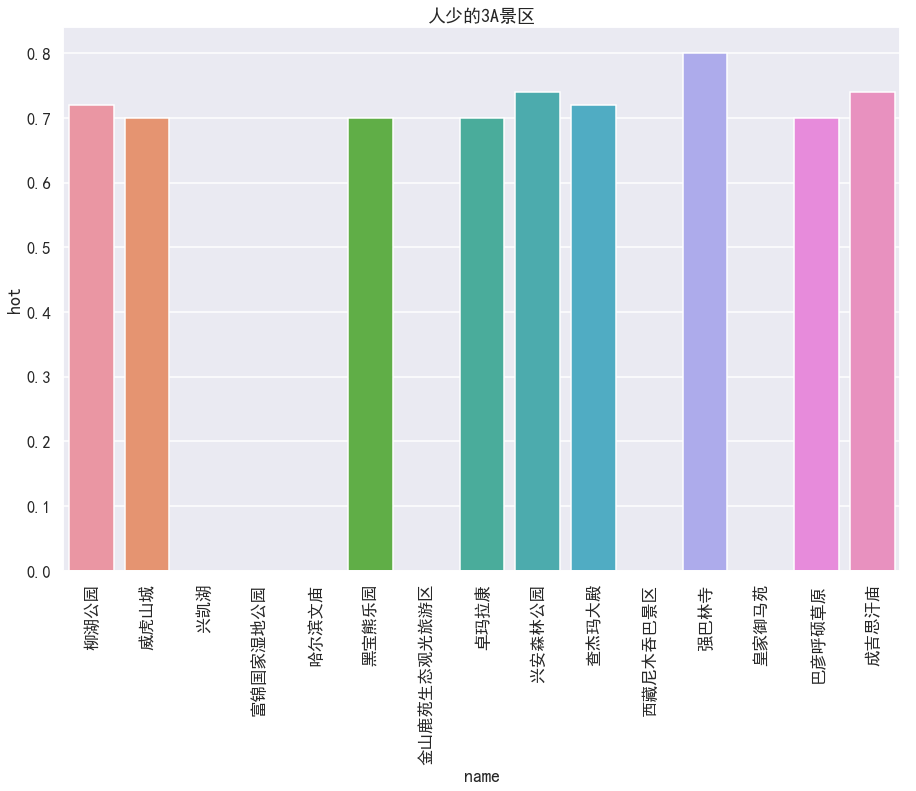 人少的3A景区
hot
0.8
0.7
0.6
0.5
0.4
0.3
0.2
0.1
0.0
柳湖公园
威虎山城
兴凯湖
富锦国家湿地公园
哈尔滨文庙
黑宝熊乐园
金山鹿苑生态观光旅游区
卓玛拉康
兴安森林公园
查杰玛大殿
西藏尼木吞巴景区
强巴林寺
皇家御马苑
巴彦呼硕草原
成吉思汗庙
name